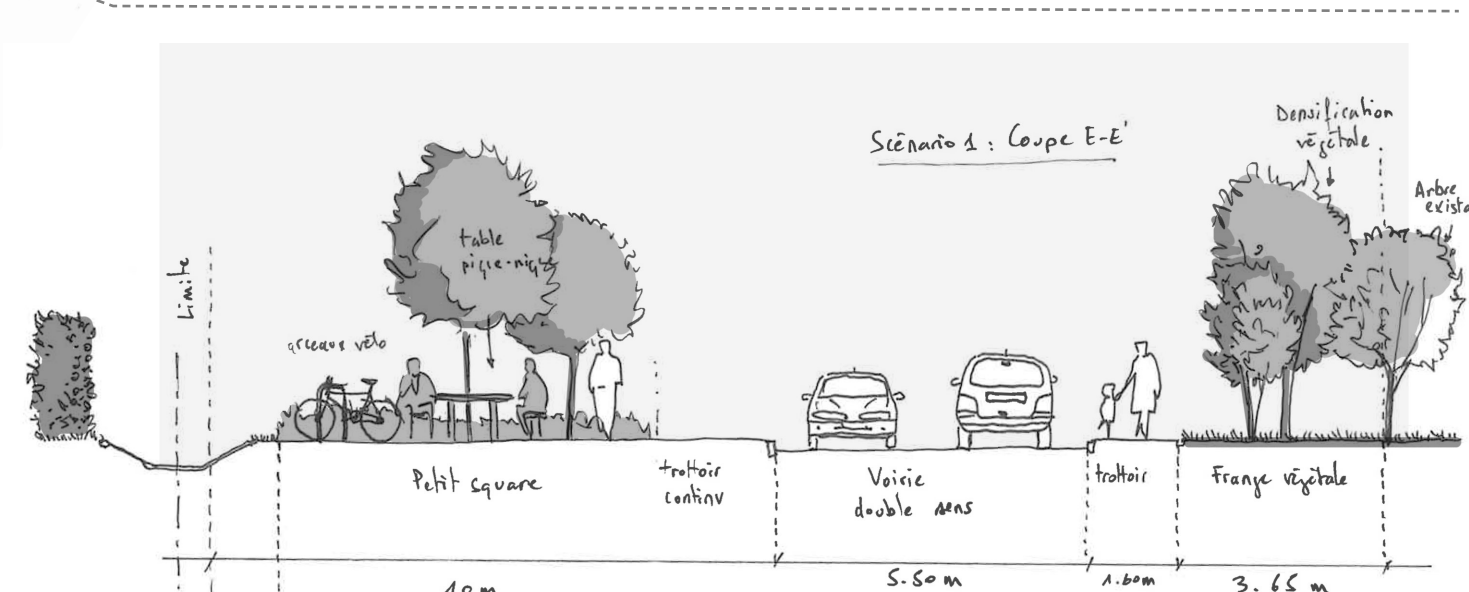 Scénario 1 : Coupe E-E'
Densification
végétale
Arbre
exista
Limite
table
pique-nique
arceaux vélo
Petit square
trottoir
continu
Voirie
double sens
trottoir
Frange végétale
10 m
5.50 m
1.60m
3.65 m